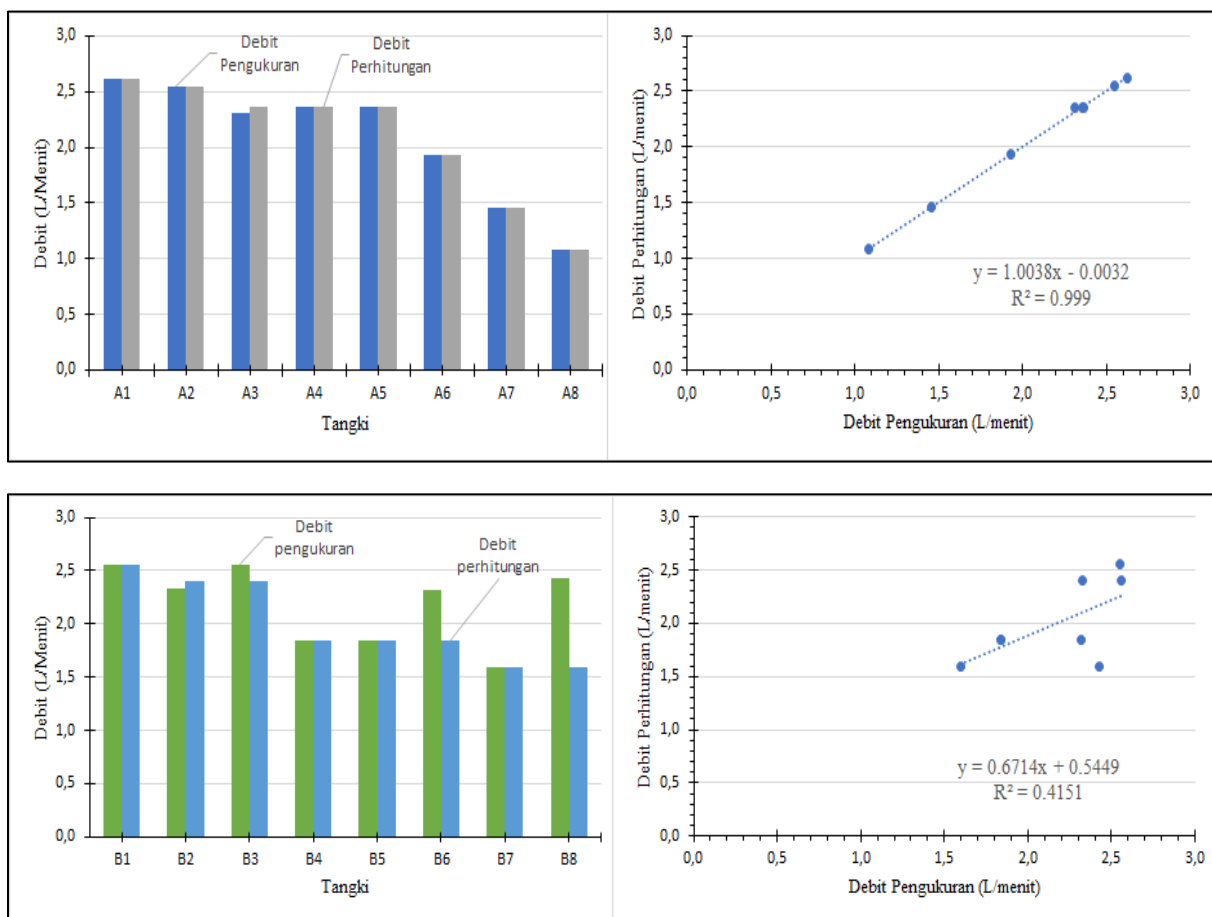 Debit
Pengukuran
Debit
Perhitungan
Debit (L/Menit)
3,0
2,5
2,0
1,5
1,0
0,5
0,0
A1 A2 A3 A4 A5 A6 A7 A8
Tangki
Debit Perhitungan (L/menit)
3,0
2,5
2,0
1,5
1,0
0,5
0,0
y = 1.0038x - 0.0032
R² = 0.999
0,0 0,5 1,0 1,5 2,0 2,5 3,0
Debit Pengukuran (L/menit)
Debit
pengukuran
Debit
perhitungan
Debit (L/Menit)
3,0
2,5
2,0
1,5
1,0
0,5
0,0
B1 B2 B3 B4 B5 B6 B7 B8
Tangki
Debit Perhitungan (L/menit)
3,0
2,5
2,0
1,5
1,0
0,5
0,0
y = 0.6714x + 0.5449
R² = 0.4151
0,0 0,5 1,0 1,5 2,0 2,5 3,0
Debit Pengukuran (L/menit)